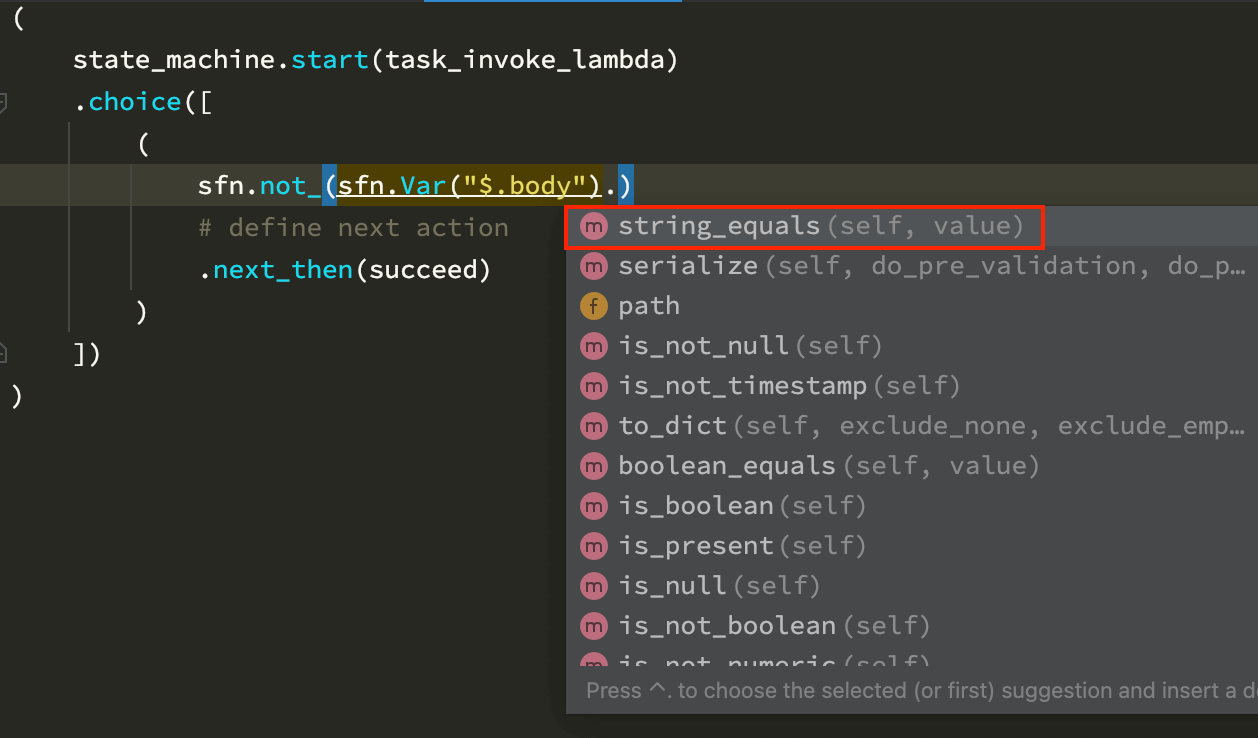 (
    state_machine.start(task_invoke_lambda)
    .choice([
        (
            sfn.not_(sfn.Var("$.body").)
            # define next action
            .next_then(succeed)
        )
    ])
)
m string_equals(self, value)
m serialize(self, do_pre_validation, do_p…
f path
m is_not_null(self)
m is_not_timestamp(self)
m to_dict(self, exclude_none, exclude_emp…
m boolean_equals(self, value)
m is_boolean(self)
m is_present(self)
m is_null(self)
m is_not_boolean(self)
m is_not_numeric(self)
Press ^. to choose the selected (or first) suggestion and insert a